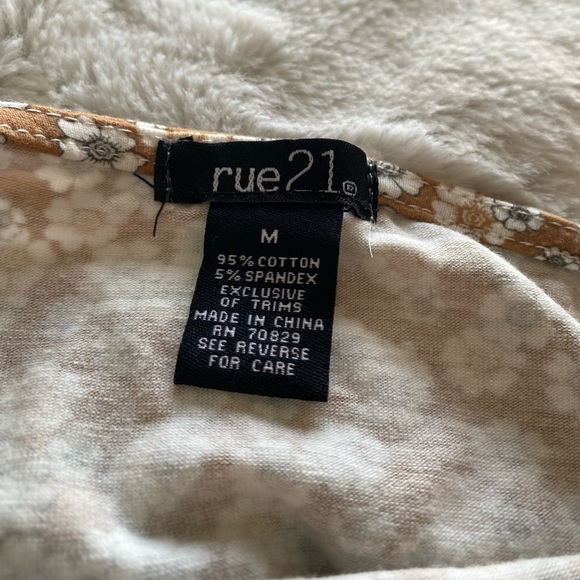 rue21®
M
95% COTTON
5% SPANDEX
EXCLUSIVE
OF TRIMS
MADE IN CHINA
RN 70829
SEE REVERSE
FOR CARE